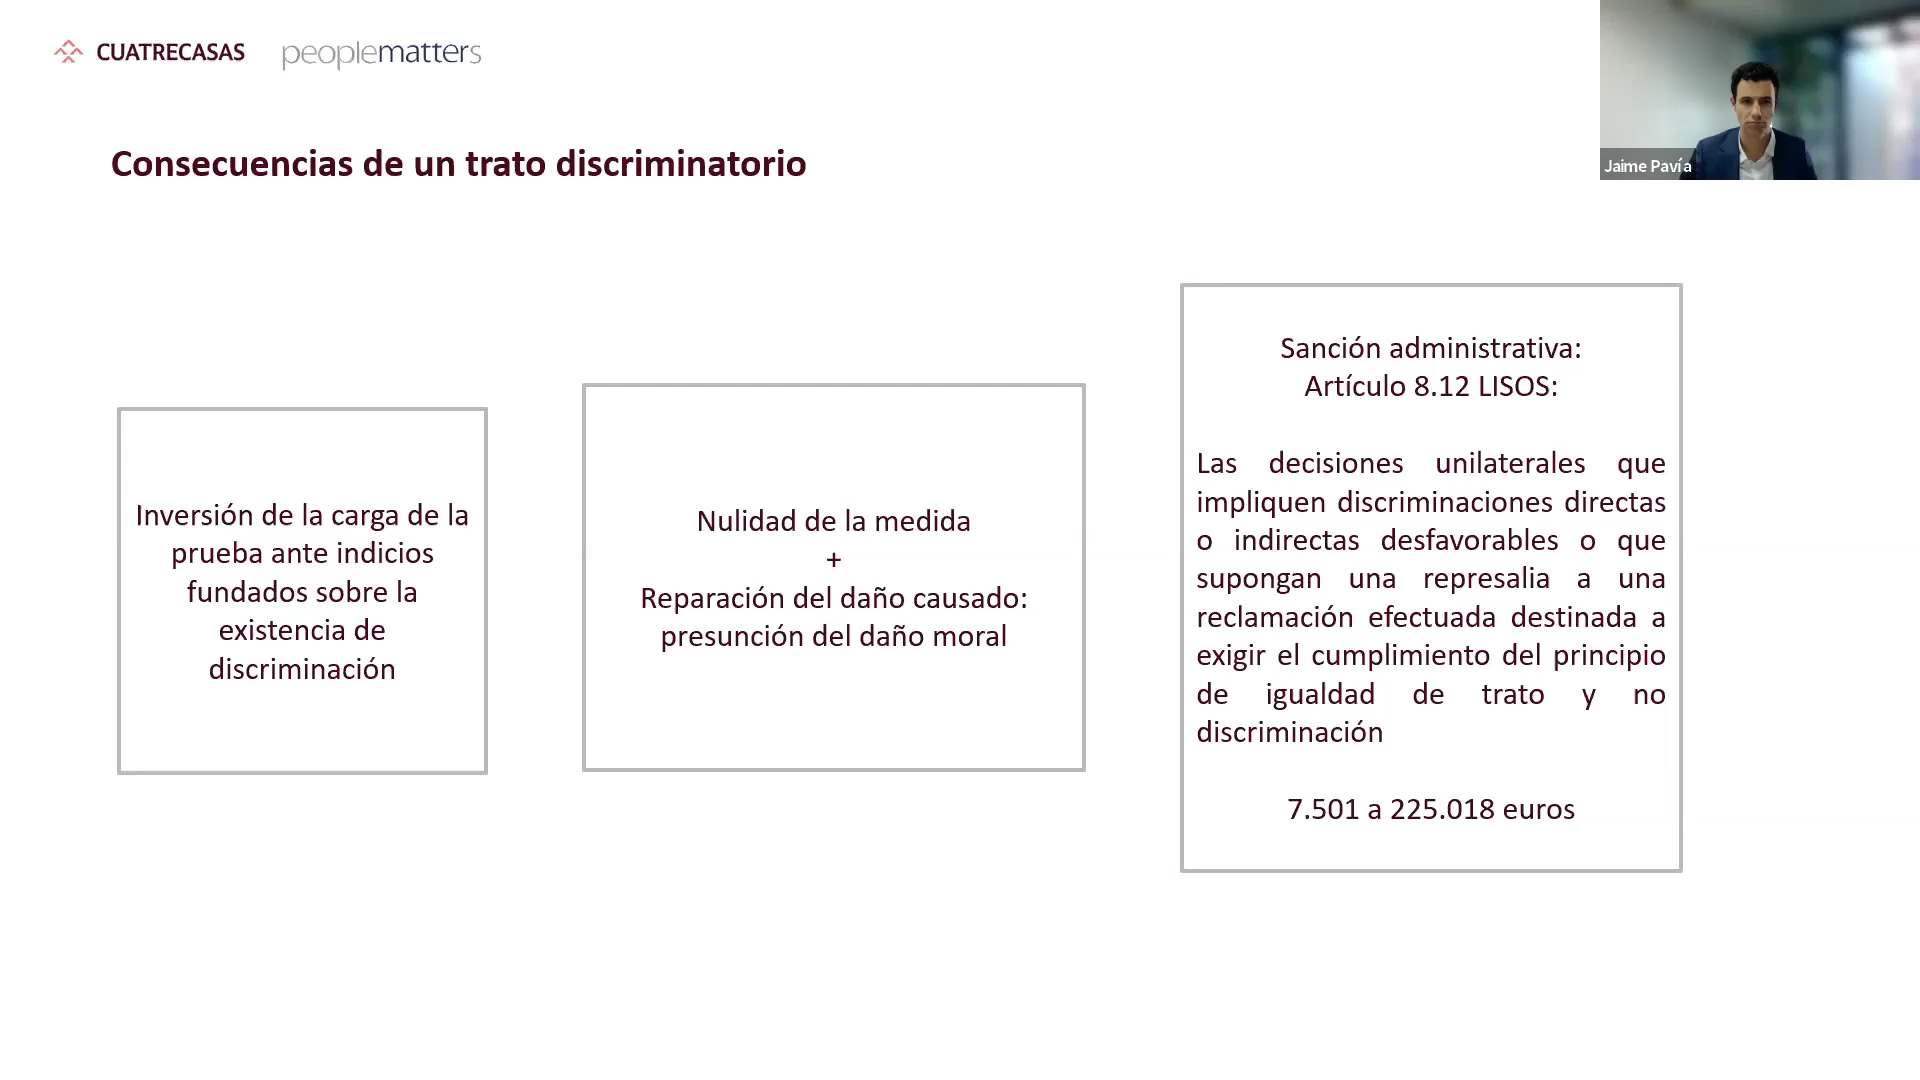 CUATRECASAS
peoplematters
Jaime Pavía
Consecuencias de un trato discriminatorio
Inversión de la carga de la
prueba ante indicios
fundados sobre la
existencia de
discriminación
Nulidad de la medida
+
Reparación del daño causado:
presunción del daño moral
Sanción administrativa:
Artículo 8.12 LISOS:
Las decisiones unilaterales que
impliquen discriminaciones directas
o indirectas desfavorables o que
supongan una represalia a una
reclamación efectuada destinada a
exigir el cumplimiento del principio
de igualdad de trato y no
discriminación
7.501 a 225.018 euros